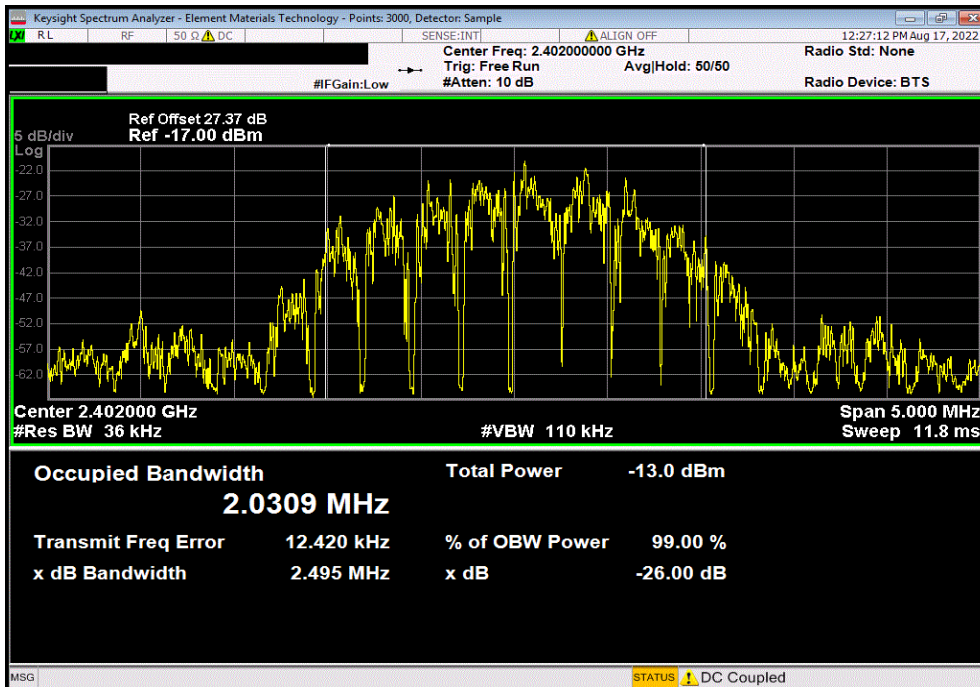 Keysight Spectrum Analyzer - Element Materials Technology - Points: 3000, Detector: Sample
LXI RL RF 50 Ω DC SENSE:INT ALIGN OFF 12:27:12 PM Aug 17, 2022
Center Freq: 2.402000000 GHz Radio Std: None
Trig: Free Run Avg|Hold: 50/50
#IFGain:Low #Atten: 10 dB Radio Device: BTS
Ref Offset 27.37 dB
5 dB/div Ref -17.00 dBm
Log
-22.0
-27.0
-32.0
-37.0
-42.0
-47.0
-52.0
-57.0
-62.0
Center 2.402000 GHz Span 5.000 MHz
#Res BW 36 kHz #VBW 110 kHz Sweep 11.8 ms
Occupied Bandwidth Total Power -13.0 dBm
2.0309 MHz
Transmit Freq Error 12.420 kHz % of OBW Power 99.00 %
x dB Bandwidth 2.495 MHz x dB -26.00 dB
MSG STATUS DC Coupled